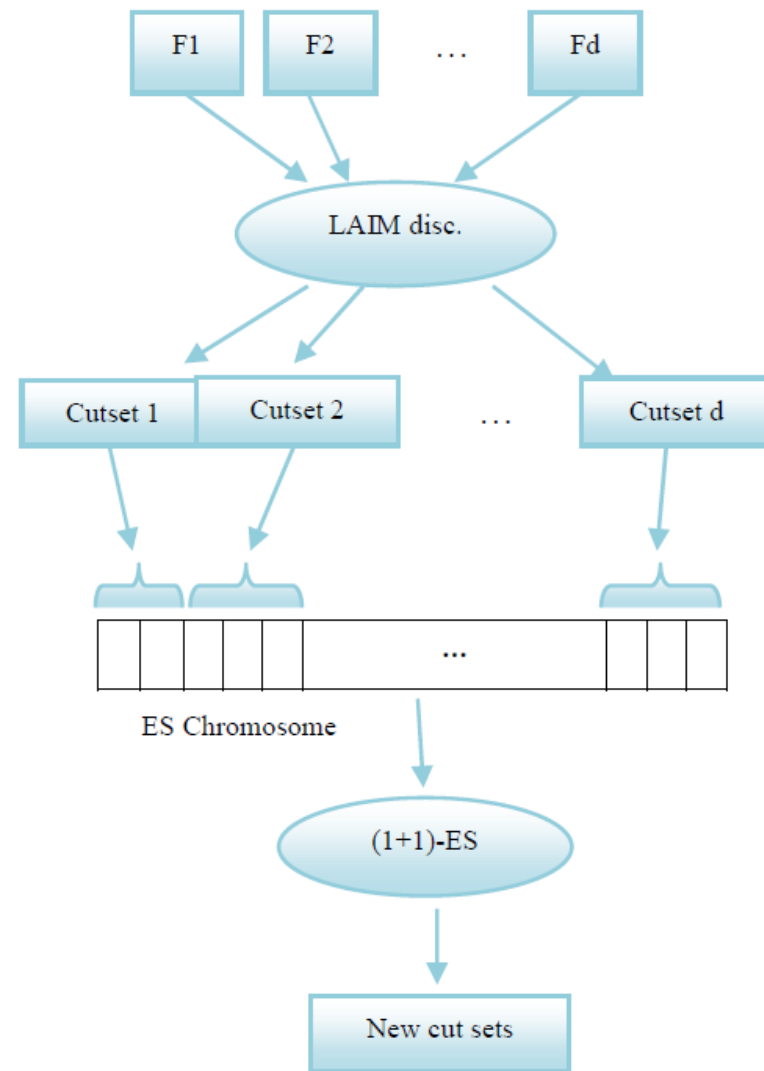 F1 F2 … Fd
LAIM disc.
Cutset 1 Cutset 2 … Cutset d
...
ES Chromosome
(1+1)-ES
New cut sets